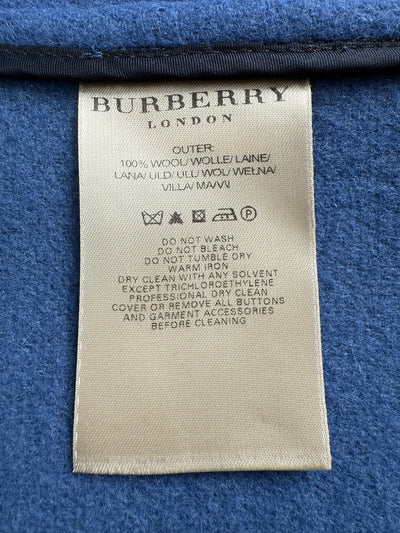 BURBERRY
LONDON
OUTER:
100% WOOL/ WOLLE/ LAINE/
LANA/ ULD/ ULL/ WOL/ WEŁNA/
VILLA/ MAΛΛI
P
DO NOT WASH
DO NOT BLEACH
DO NOT TUMBLE DRY
WARM IRON
DRY CLEAN WITH ANY SOLVENT
EXCEPT TRICHLOROETHYLENE
PROFESSIONAL DRY CLEAN
COVER OR REMOVE ALL BUTTONS
AND GARMENT ACCESSORIES
BEFORE CLEANING